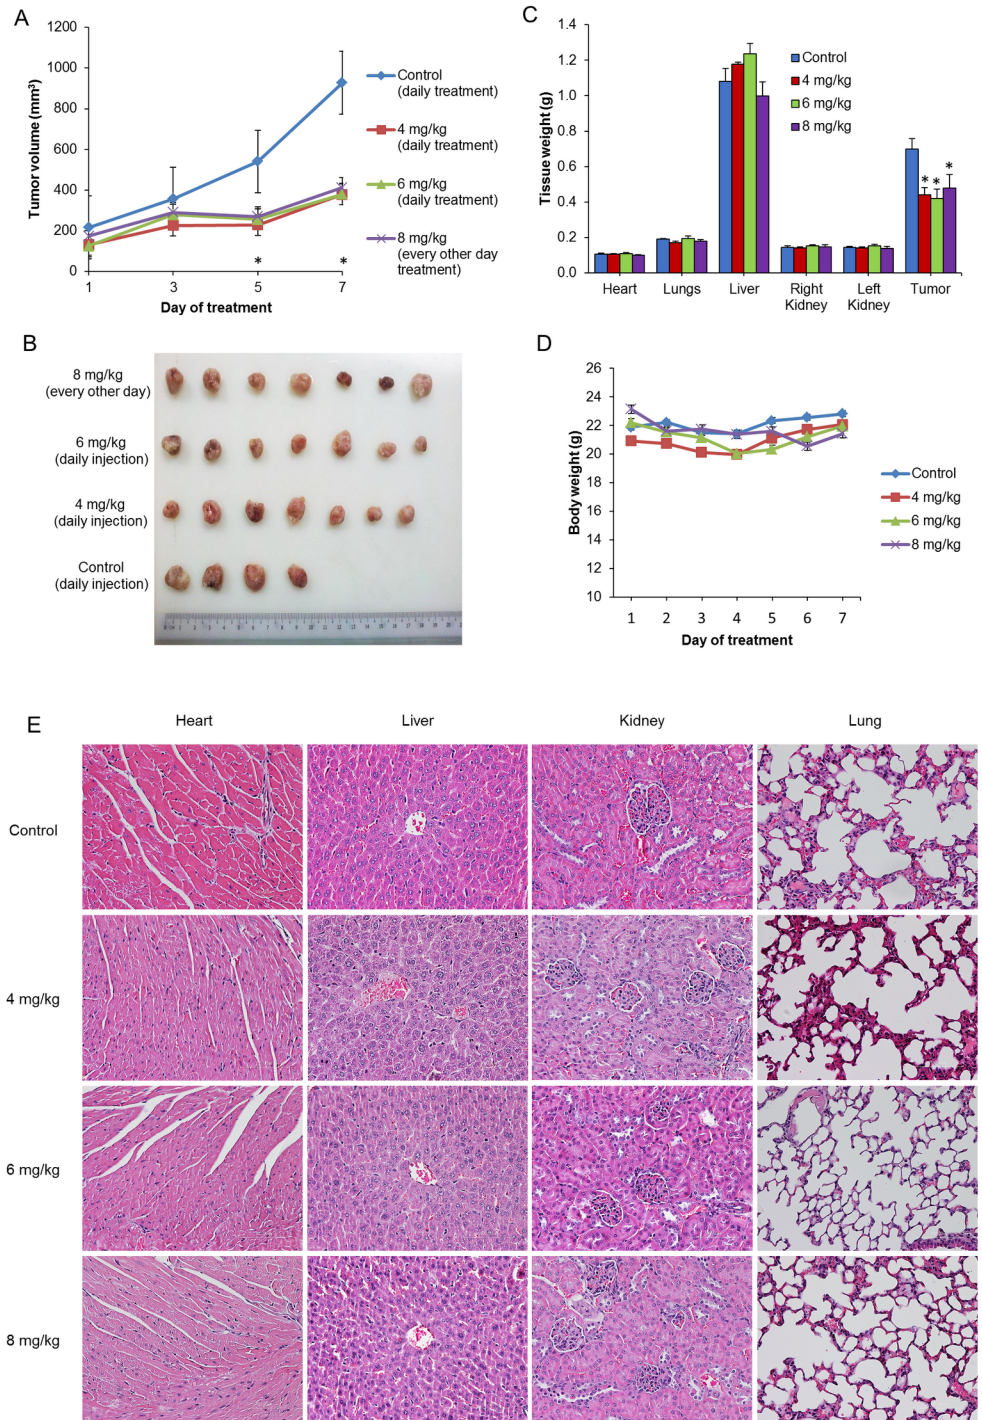 A
1200
1000
800
600
400
200
0
Tumor volume (mm³)
1
3
5
7
*
*
Day of treatment
Control
(daily treatment)
4 mg/kg
(daily treatment)
6 mg/kg
(daily treatment)
8 mg/kg
(every other day
treatment)
C
1.4
1.2
1.0
0.8
0.6
0.4
0.2
0.0
Tissue weight (g)
Control
4 mg/kg
6 mg/kg
8 mg/kg
* * *
Heart
Lungs
Liver
Right
Kidney
Left
Kidney
Tumor
B
8 mg/kg
(every other day)
6 mg/kg
(daily injection)
4 mg/kg
(daily injection)
Control
(daily injection)
D
26
24
22
20
18
16
14
12
10
Body weight (g)
1
2
3
4
5
6
7
Day of treatment
Control
4 mg/kg
6 mg/kg
8 mg/kg
E
Heart
Liver
Kidney
Lung
Control
4 mg/kg
6 mg/kg
8 mg/kg